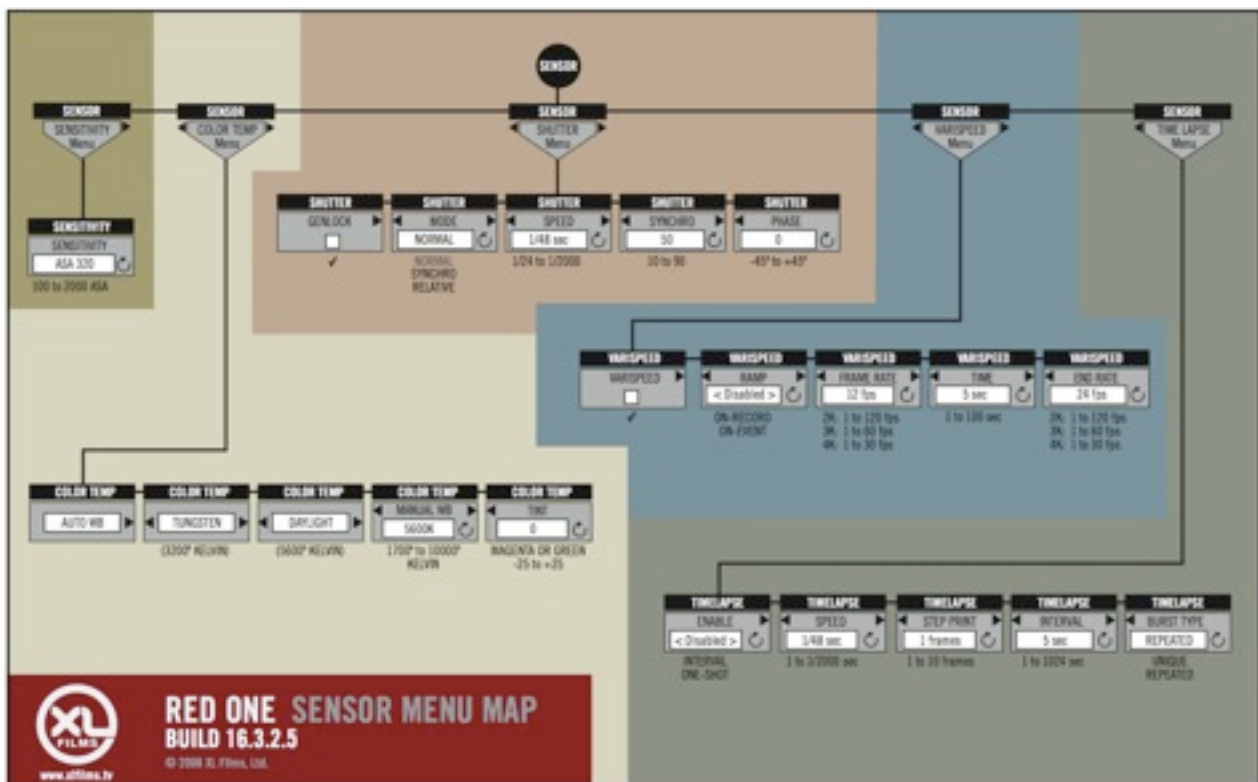 SENSOR
SENSOR
SENSITIVITY
Menu
SENSOR
COLOR TEMP
Menu
SENSOR
SHUTTER
Menu
SENSOR
VARISPEED
Menu
SENSOR
TIME LAPSE
Menu
SENSITIVITY
SENSITIVITY
ASA 320
100 to 2000 ASA
SHUTTER
GENLOCK
✓
SHUTTER
MODE
NORMAL
NORMAL
SYNCHRO
RELATIVE
SHUTTER
SPEED
1/48 sec
1/24 to 1/2000
SHUTTER
SYNCHRO
50
10 to 90
SHUTTER
PHASE
0
-45° to +45°
VARISPEED
VARISPEED
✓
VARISPEED
RAMP
< Disabled >
ON-RECORD
ON-EVENT
VARISPEED
FRAME RATE
12 fps
2K: 1 to 120 fps
3K: 1 to 60 fps
4K: 1 to 30 fps
VARISPEED
TIME
5 sec
1 to 100 sec
VARISPEED
END RATE
24 fps
2K: 1 to 120 fps
3K: 1 to 60 fps
4K: 1 to 30 fps
COLOR TEMP
AUTO WB
COLOR TEMP
TUNGSTEN
(3200° KELVIN)
COLOR TEMP
DAYLIGHT
(5600° KELVIN)
COLOR TEMP
MANUAL WB
5600K
1700° to 10000°
KELVIN
COLOR TEMP
TINT
0
MAGENTA OR GREEN
-25 to +25
TIMELAPSE
ENABLE
< Disabled >
INTERVAL
ONE-SHOT
TIMELAPSE
SPEED
1/48 sec
1 to 1/2000 sec
TIMELAPSE
STEP PRINT
1 frames
1 to 10 frames
TIMELAPSE
INTERVAL
5 sec
1 to 1024 sec
TIMELAPSE
BURST TYPE
REPEATED
UNIQUE
REPEATED
XL
FILMS
www.xlfilms.tv
RED ONE SENSOR MENU MAP
BUILD 16.3.2.5
© 2008 XL Films, Ltd.